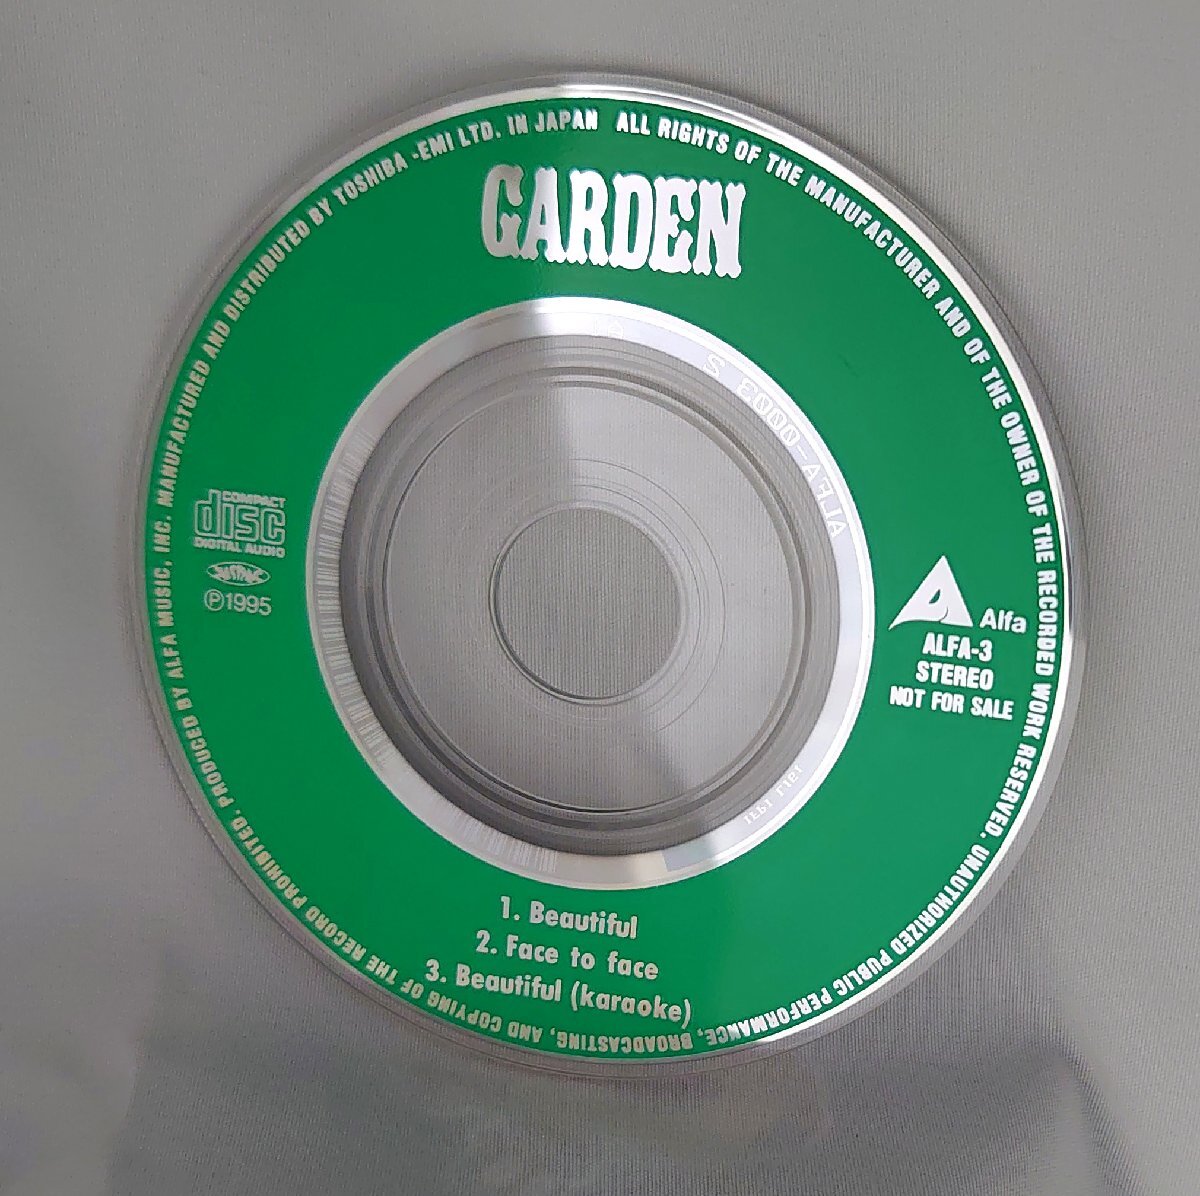 GARDEN
COMPACT
disc
DIGITAL AUDIO
Ⓟ1995
Alfa
ALFA-3
STEREO
NOT FOR SALE
1. Beautiful
2. Face to face
3. Beautiful (karaoke)
ALL RIGHTS OF THE MANUFACTURER AND OF THE OWNER OF THE RECORDED WORK RESERVED. UNAUTHORIZED PUBLIC PERFORMANCE, BROADCASTING, AND COPYING OF THE RECORD PROHIBITED. PRODUCED BY ALFA MUSIC, INC. MANUFACTURED AND DISTRIBUTED BY TOSHIBA-EMI LTD. IN JAPAN